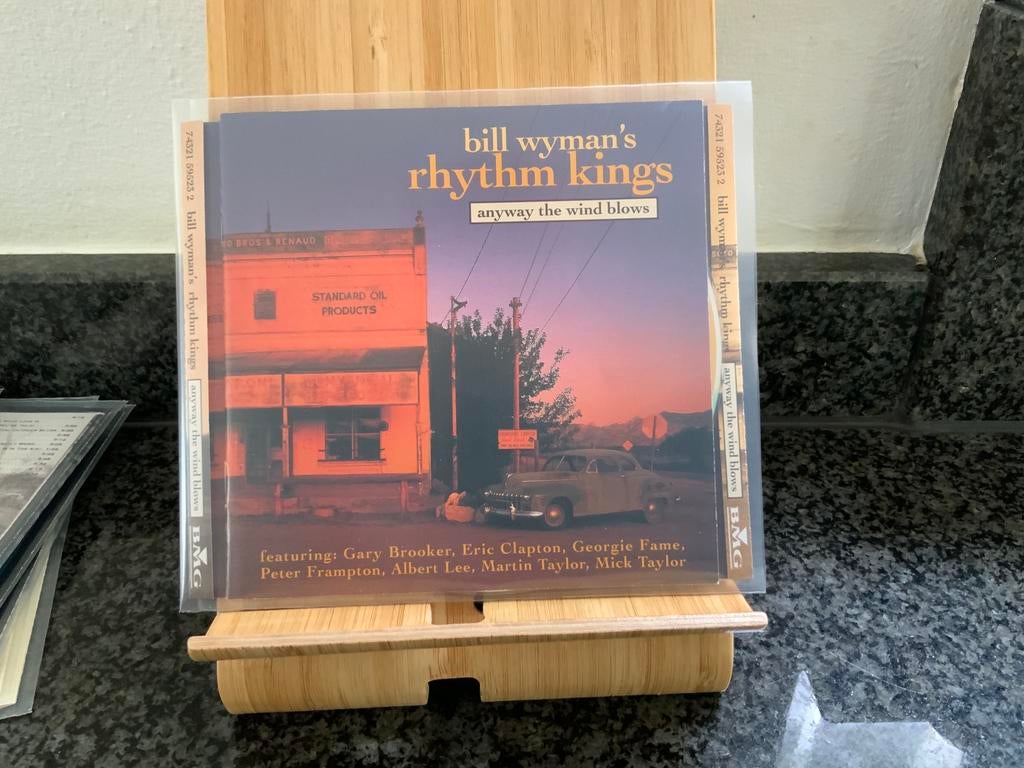 bill wyman's
rhythm kings
anyway the wind blows
BROS & RENAUD
STANDARD OIL
PRODUCTS
featuring: Gary Brooker, Eric Clapton, Georgie Fame,
Peter Frampton, Albert Lee, Martin Taylor, Mick Taylor
74321 59523 2 bill wyman's rhythm kings anyway the wind blows BMG
74321 59523 2 bill wyman's rhythm kings anyway the wind blows BMG